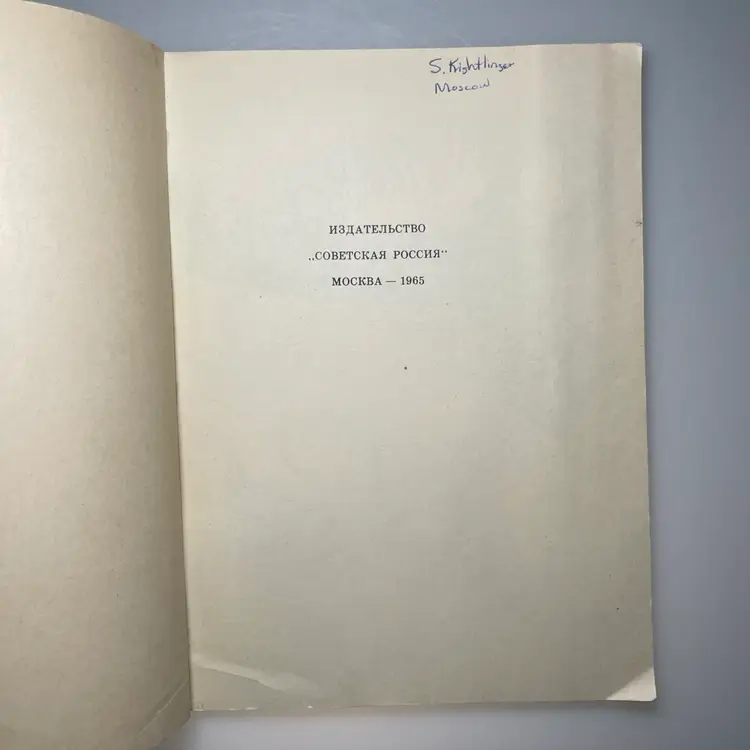 S. Kightlinger
Moscow
ИЗДАТЕЛЬСТВО
„СОВЕТСКАЯ РОССИЯ"
МОСКВА — 1965